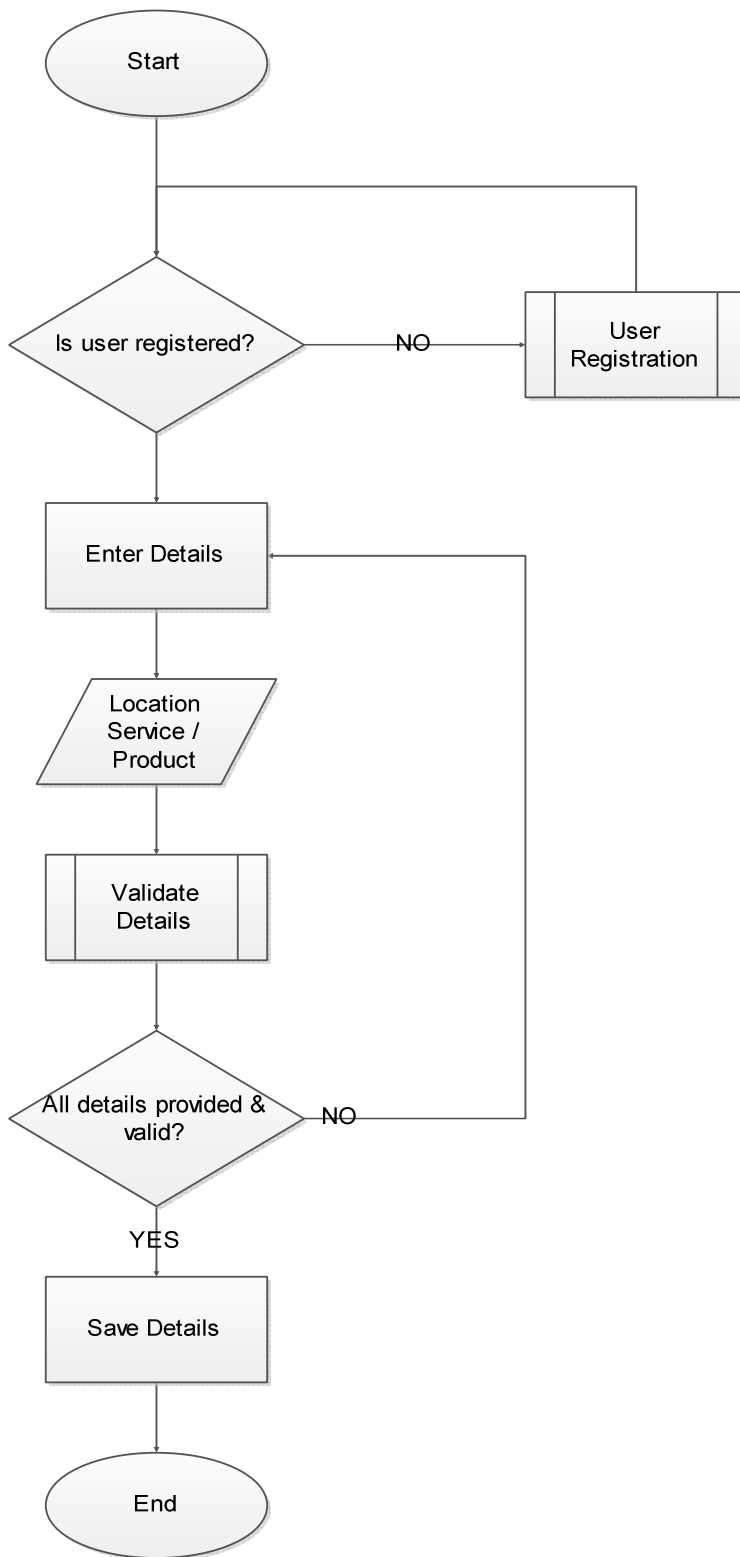 Start
Is user registered?
NO
User
Registration
Enter Details
Location
Service /
Product
Validate
Details
All details provided &
valid?
NO
YES
Save Details
End